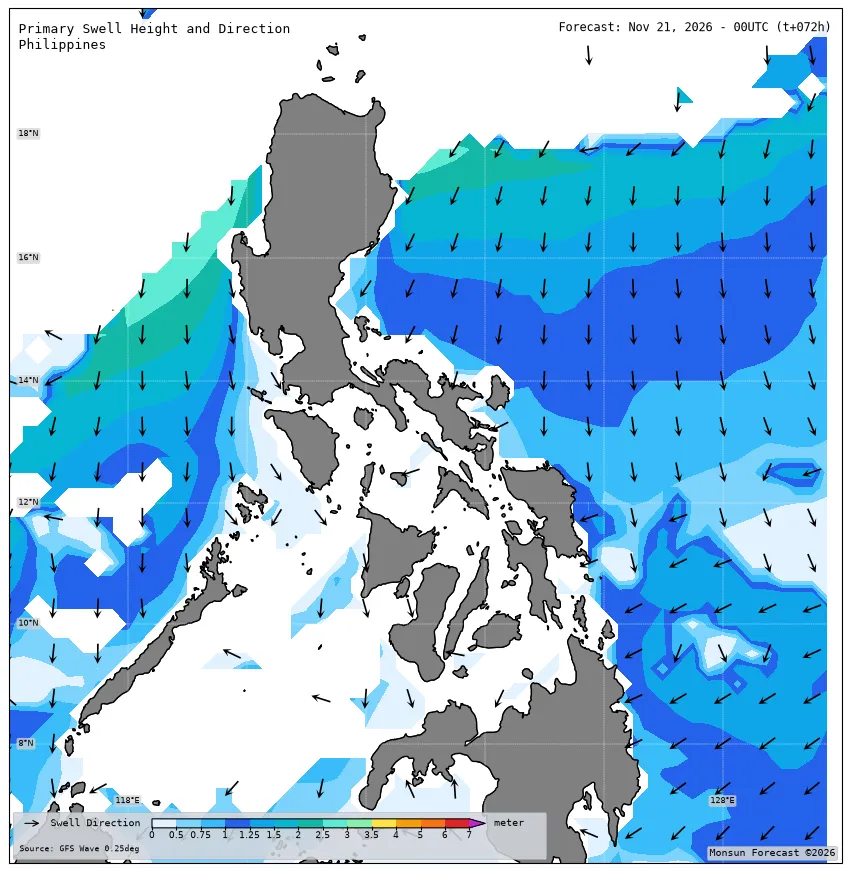 Primary Swell Height and Direction
Philippines
Forecast: Nov 21, 2026 - 00UTC (t+072h)
18°N
16°N
14°N
12°N
10°N
8°N
118°E
128°E
Swell Direction
0 0.5 0.75 1 1.25 1.5 2 2.5 3 3.5 4 5 6 7
meter
Source: GFS Wave 0.25deg
Monsun Forecast ©2026